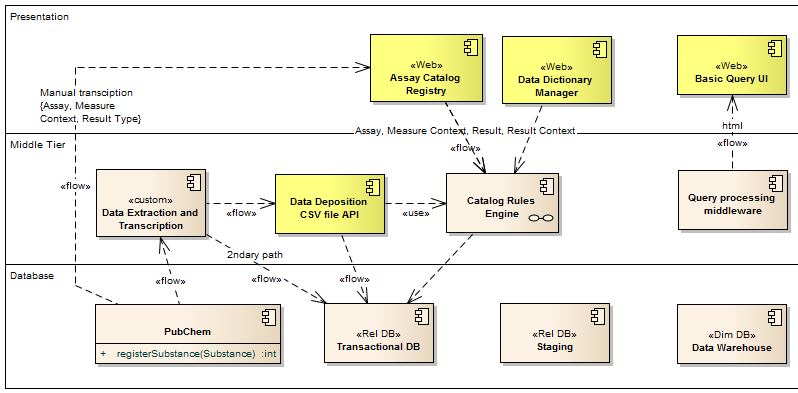 Presentation
«Web»
Assay Catalog
Registry
«Web»
Data Dictionary
Manager
«Web»
Basic Query UI
Manual transciption
{Assay, Measure
Context, Result Type}
html
«flow»
Assay, Measure Context, Result, Result Context
«flow»
Middle Tier
«flow»
«custom»
Data Extraction and
Transcription
«flow»
Data Deposition
CSV file API
«use»
Catalog Rules
Engine
Query processing
middleware
2ndary path
«flow»
«flow»
«flow»
Database
PubChem
+ registerSubstance(Substance) :int
«Rel DB»
Transactional DB
«Rel DB»
Staging
«Dim DB»
Data Warehouse